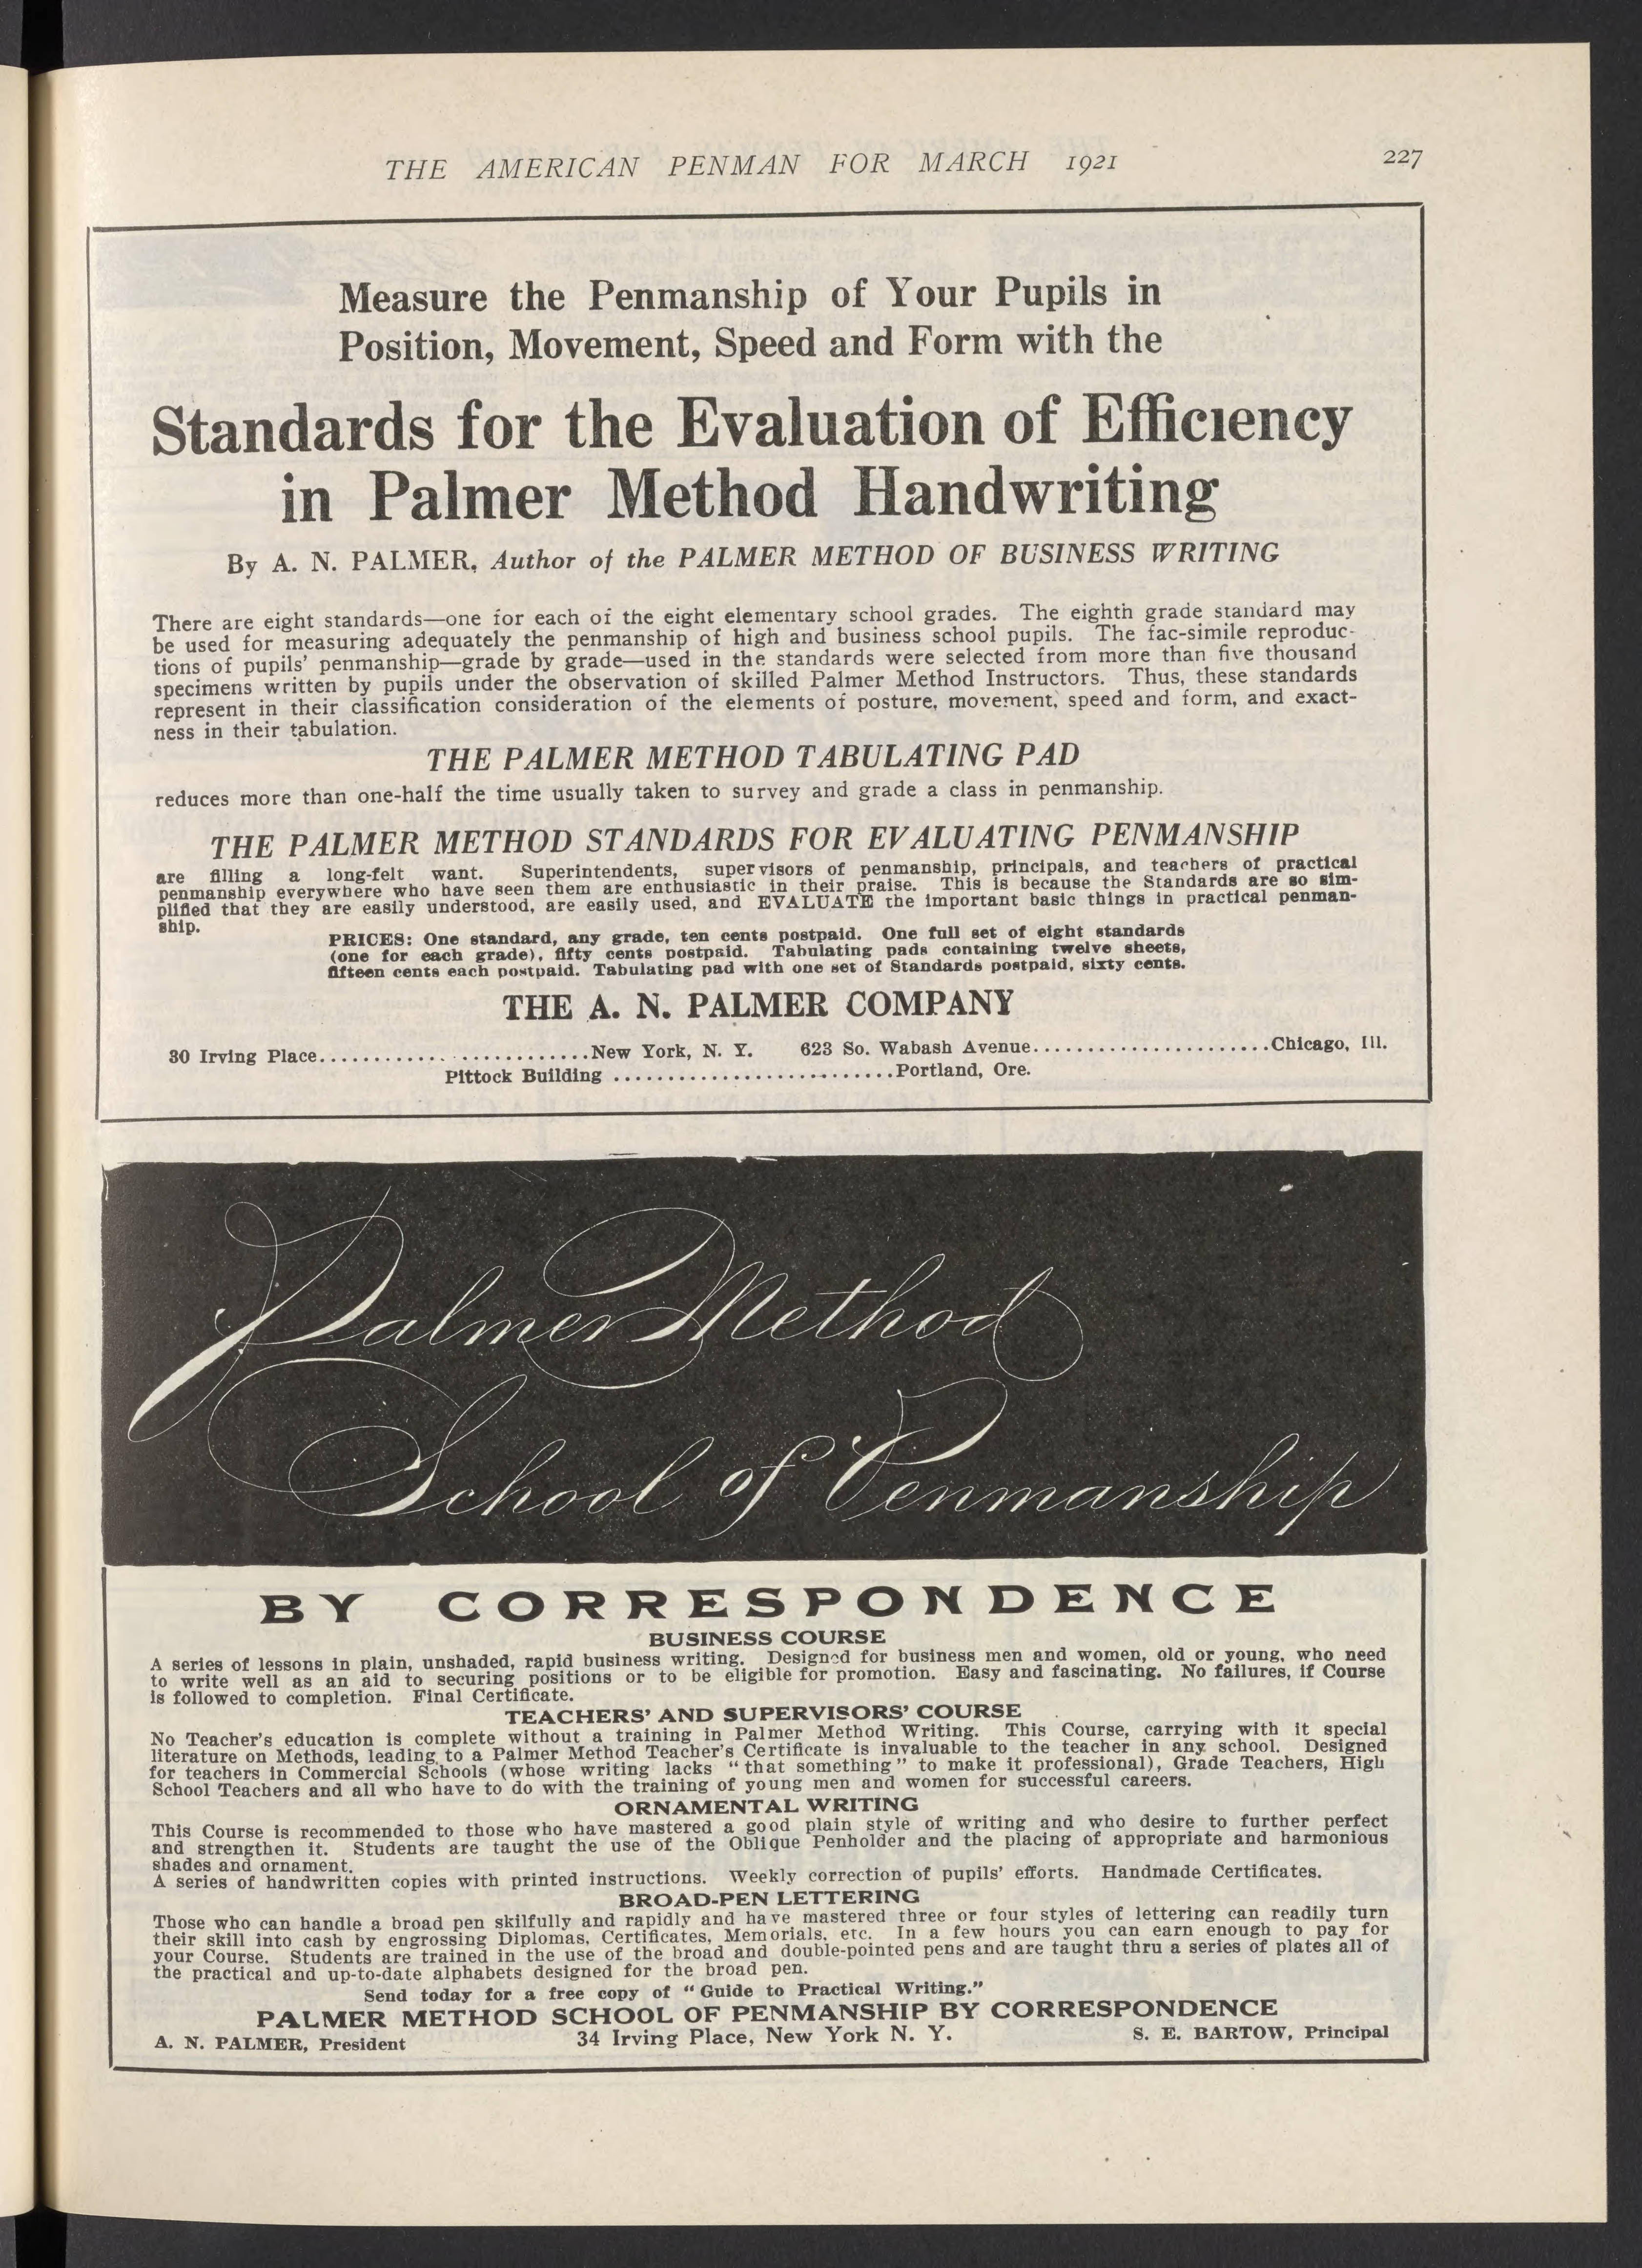 THE AMERICAN PENMAN FOR MARCH 1921 227
Measure the Penmanship of Your Pupils in
Position, Movement, Speed and Form with the
Standards for the Evaluation of Efficiency
in Palmer Method Handwriting
By A. N. PALMER, Author of the PALMER METHOD OF BUSINESS WRITING
There are eight standards—one for each of the eight elementary school grades. The eighth grade standard may
be used for measuring adequately the penmanship of high and business school pupils. The fac-simile reproduc-
tions of pupils' penmanship—grade by grade—used in the standards were selected from more than five thousand
specimens written by pupils under the observation of skilled Palmer Method Instructors. Thus, these standards
represent in their classification consideration of the elements of posture, movement, speed and form, and exact-
ness in their tabulation.
THE PALMER METHOD TABULATING PAD
reduces more than one-half the time usually taken to survey and grade a class in penmanship.
THE PALMER METHOD STANDARDS FOR EVALUATING PENMANSHIP
are filling a long-felt want. Superintendents, supervisors of penmanship, principals, and teachers of practical
penmanship everywhere who have seen them are enthusiastic in their praise. This is because the Standards are so sim-
plified that they are easily understood, are easily used, and EVALUATE the important basic things in practical penman-
ship.
PRICES: One standard, any grade, ten cents postpaid. One full set of eight standards
(one for each grade), fifty cents postpaid. Tabulating pads containing twelve sheets,
fifteen cents each postpaid. Tabulating pad with one set of Standards postpaid, sixty cents.
THE A. N. PALMER COMPANY
30 Irving Place.........................New York, N. Y. 623 So. Wabash Avenue......................Chicago, Ill.
Pittock Building ..........................Portland, Ore.
Palmer Method
School of Penmanship
BY CORRESPONDENCE
BUSINESS COURSE
A series of lessons in plain, unshaded, rapid business writing. Designed for business men and women, old or young, who need
to write well as an aid to securing positions or to be eligible for promotion. Easy and fascinating. No failures, if Course
is followed to completion. Final Certificate.
TEACHERS' AND SUPERVISORS' COURSE
No Teacher's education is complete without a training in Palmer Method Writing. This Course, carrying with it special
literature on Methods, leading to a Palmer Method Teacher's Certificate is invaluable to the teacher in any school. Designed
for teachers in Commercial Schools (whose writing lacks "that something" to make it professional), Grade Teachers, High
School Teachers and all who have to do with the training of young men and women for successful careers.
ORNAMENTAL WRITING
This Course is recommended to those who have mastered a good plain style of writing and who desire to further perfect
and strengthen it. Students are taught the use of the Oblique Penholder and the placing of appropriate and harmonious
shades and ornament.
A series of handwritten copies with printed instructions. Weekly correction of pupils' efforts. Handmade Certificates.
BROAD-PEN LETTERING
Those who can handle a broad pen skilfully and rapidly and have mastered three or four styles of lettering can readily turn
their skill into cash by engrossing Diplomas, Certificates, Memorials, etc. In a few hours you can earn enough to pay for
your Course. Students are trained in the use of the broad and double-pointed pens and are taught thru a series of plates all of
the practical and up-to-date alphabets designed for the broad pen.
Send today for a free copy of "Guide to Practical Writing."
PALMER METHOD SCHOOL OF PENMANSHIP BY CORRESPONDENCE
A. N. PALMER, President 34 Irving Place, New York N. Y. S. E. BARTOW, Principal